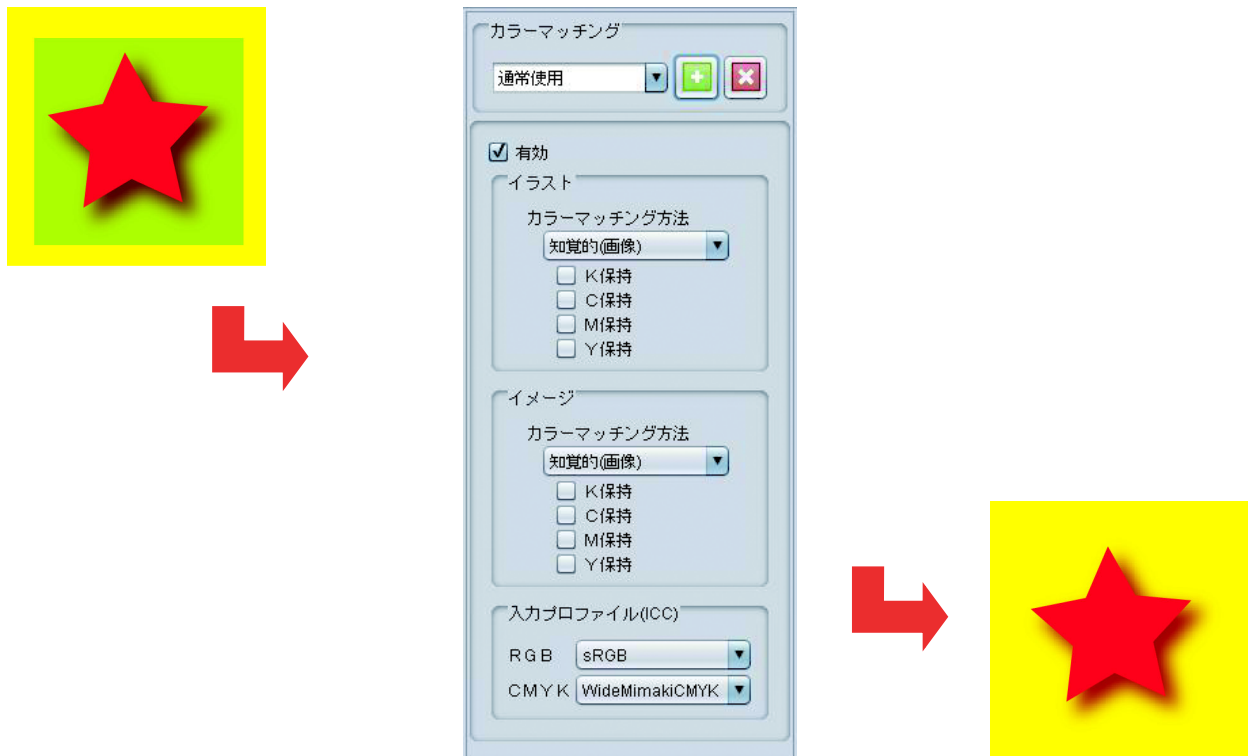 カラーマッチング
通常使用
有効
イラスト
カラーマッチング方法
知覚的(画像)
K保持
C保持
M保持
Y保持
イメージ
カラーマッチング方法
知覚的(画像)
K保持
C保持
M保持
Y保持
入力プロファイル(ICC)
RGB sRGB
CMYK WideMimakiCMYK